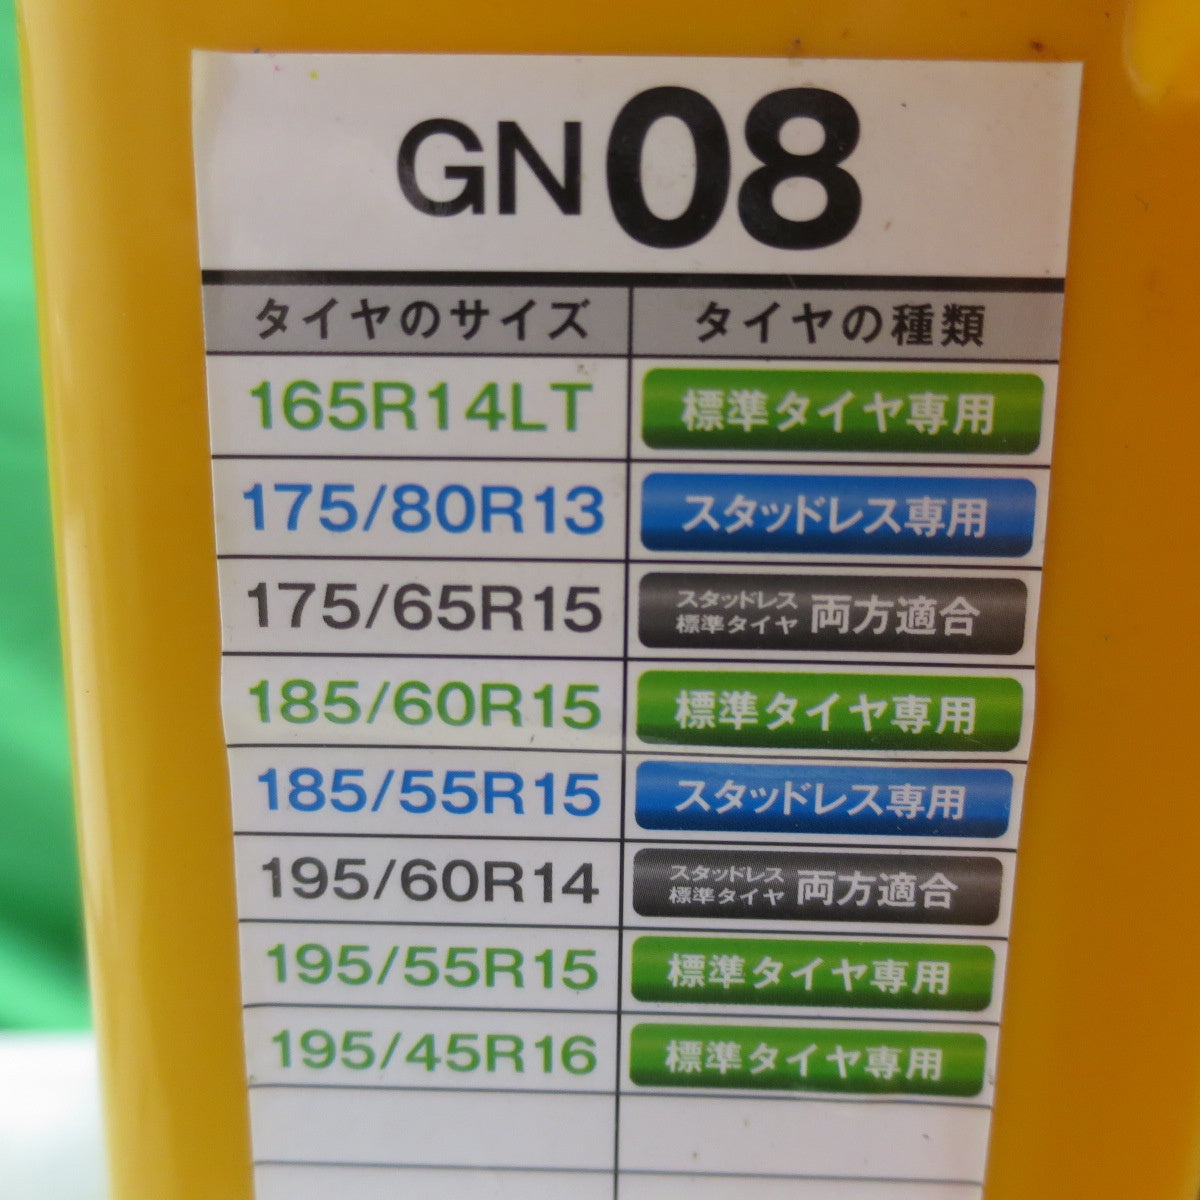 GN08
タイヤのサイズ タイヤの種類
165R14LT 標準タイヤ専用
175/80R13 スタッドレス専用
175/65R15 スタッドレス 標準タイヤ 両方適合
185/60R15 標準タイヤ専用
185/55R15 スタッドレス専用
195/60R14 スタッドレス 標準タイヤ 両方適合
195/55R15 標準タイヤ専用
195/45R16 標準タイヤ専用